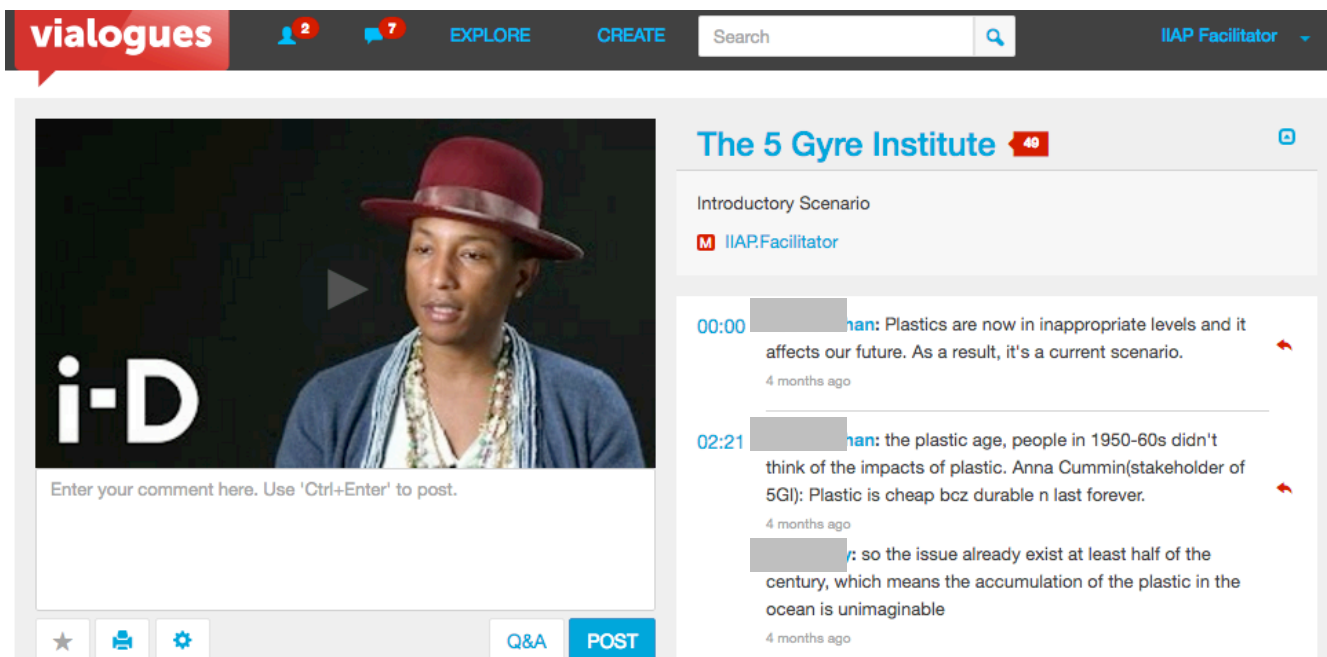 vialogues
2
7
EXPLORE
CREATE
Search
IIAP Facilitator
i-D
Enter your comment here. Use 'Ctrl+Enter' to post.
Q&A
POST
The 5 Gyre Institute 49
Introductory Scenario
M IIAP.Facilitator
00:00 nan: Plastics are now in inappropriate levels and it
affects our future. As a result, it's a current scenario.
4 months ago
02:21 nan: the plastic age, people in 1950-60s didn't
think of the impacts of plastic. Anna Cummin(stakeholder of
5GI): Plastic is cheap bcz durable n last forever.
4 months ago
: so the issue already exist at least half of the
century, which means the accumulation of the plastic in the
ocean is unimaginable
4 months ago